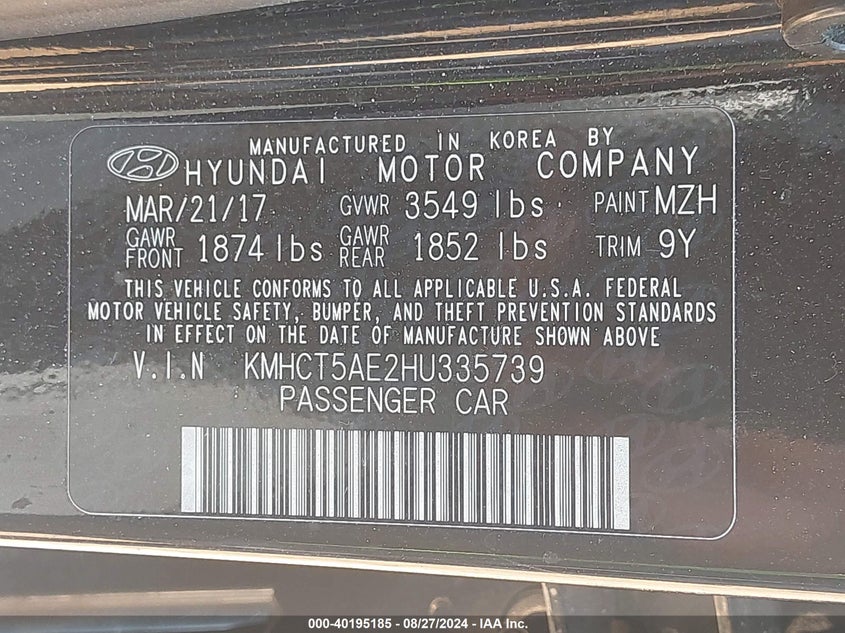 MANUFACTURED IN KOREA BY
HYUNDAI MOTOR COMPANY
MAR/21/17 GVWR 3549 lbs PAINT MZH
GAWR FRONT 1874 lbs GAWR REAR 1852 lbs TRIM 9Y
THIS VEHICLE CONFORMS TO ALL APPLICABLE U.S.A. FEDERAL
MOTOR VEHICLE SAFETY, BUMPER, AND THEFT PREVENTION STANDARDS
IN EFFECT ON THE DATE OF MANUFACTURE SHOWN ABOVE
V.I.N KMHCT5AE2HU335739
PASSENGER CAR
000-40195185 - 08/27/2024 - IAA Inc.